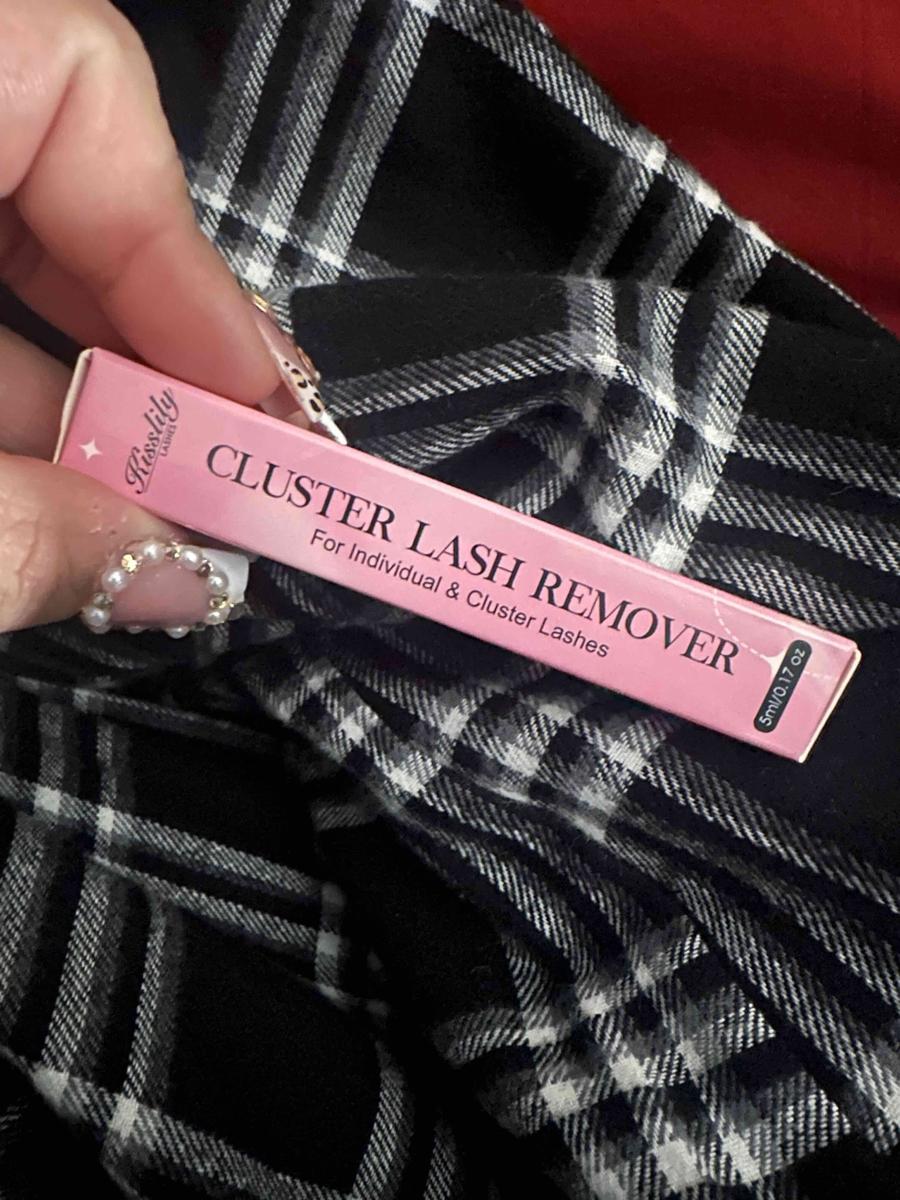 Kisslily
LASHES
CLUSTER LASH REMOVER
For Individual & Cluster Lashes
5ml/0.17 oz